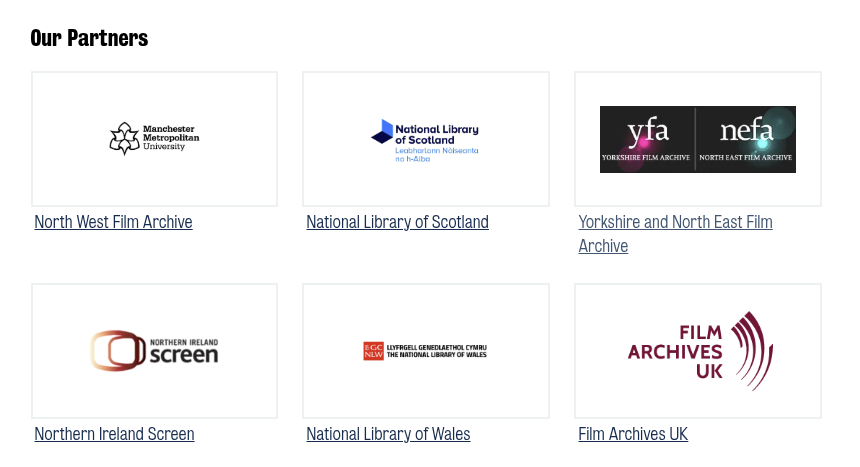 Our Partners
Manchester
Metropolitan
University
North West Film Archive
National Library
of Scotland
Leabharlann Nàiseanta
na h-Alba
National Library of Scotland
yfa
YORKSHIRE FILM ARCHIVE
nefa
NORTH EAST FILM ARCHIVE
Yorkshire and North East Film
Archive
NORTHERN IRELAND
screen
Northern Ireland Screen
EGC
NLW
LLYFRGELL GENEDLAETHOL CYMRU
THE NATIONAL LIBRARY OF WALES
National Library of Wales
FILM
ARCHIVES
UK
Film Archives UK